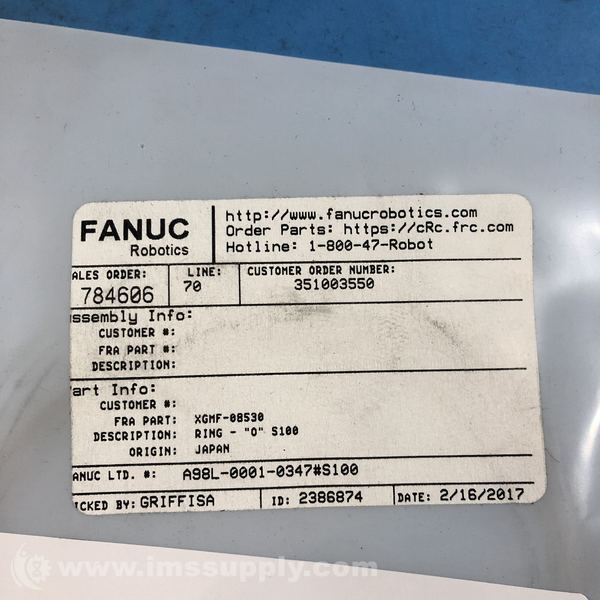 FANUC
Robotics
http://www.fanucrobotics.com
Order Parts: https://cRc.frc.com
Hotline: 1-800-47-Robot
ALES ORDER:
784606
LINE:
70
CUSTOMER ORDER NUMBER:
351003550
ssembly Info:
CUSTOMER #:
FRA PART #:
DESCRIPTION:
art Info:
CUSTOMER #:
FRA PART: XGMF-08530
DESCRIPTION: RING - "O" S100
ORIGIN: JAPAN
ANUC LTD. #: A98L-0001-0347#S100
ICKED BY: GRIFFISA
ID: 2386874
DATE: 2/16/2017
www.imssupply.com